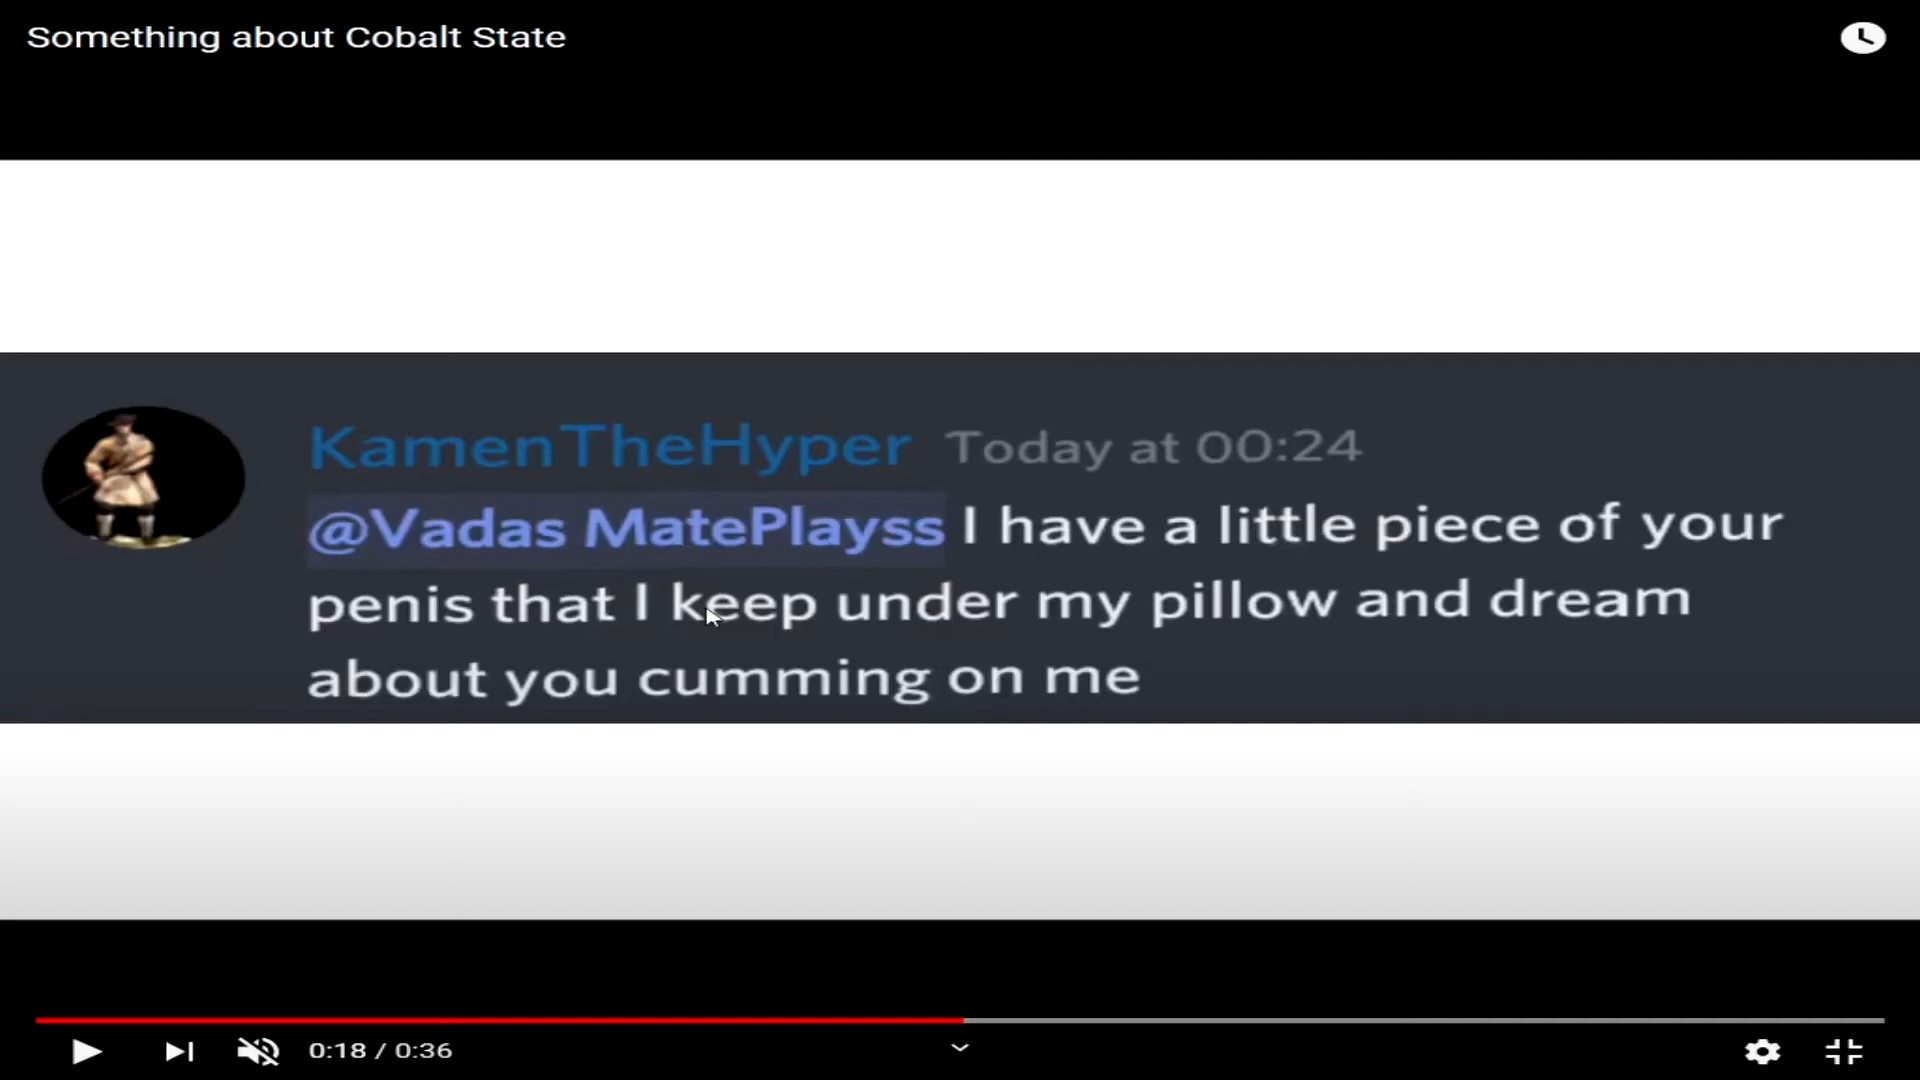 Something about Cobalt State
KamenTheHyper Today at 00:24
@Vadas MatePlayss I have a little piece of your
penis that I keep under my pillow and dream
about you cumming on me
0:18 / 0:36